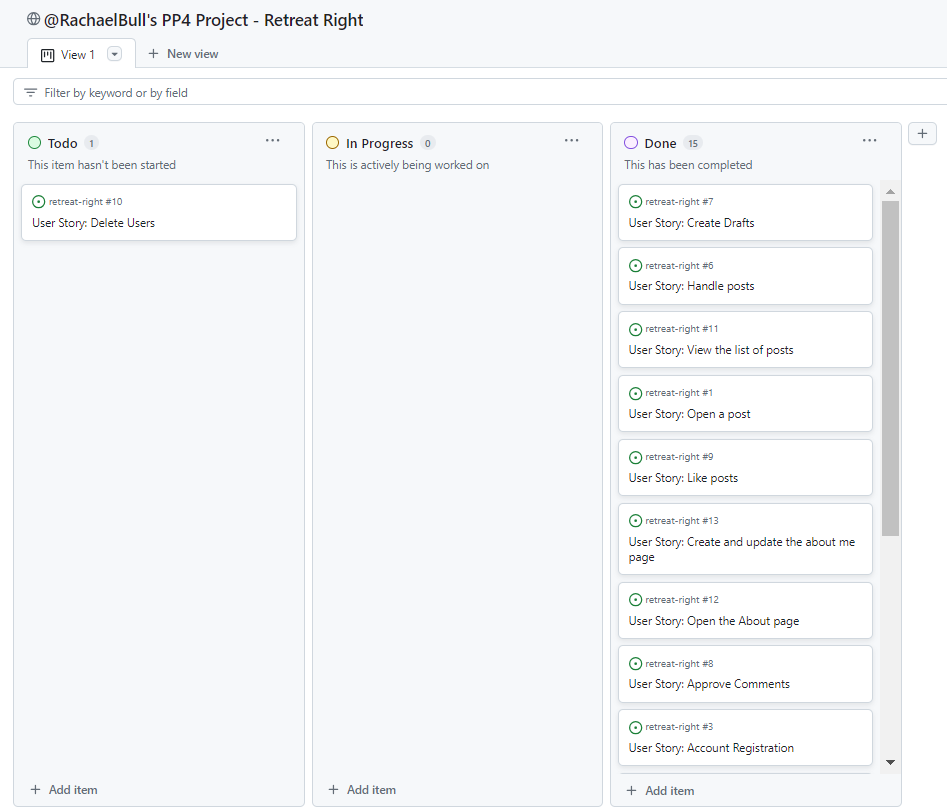 @RachaelBull's PP4 Project - Retreat Right
View 1
New view
Filter by keyword or by field
Todo 1
This item hasn't been started
retreat-right #10
User Story: Delete Users
Add item
In Progress 0
This is actively being worked on
Add item
Done 15
This has been completed
retreat-right #7
User Story: Create Drafts
retreat-right #6
User Story: Handle posts
retreat-right #11
User Story: View the list of posts
retreat-right #1
User Story: Open a post
retreat-right #9
User Story: Like posts
retreat-right #13
User Story: Create and update the about me
page
retreat-right #12
User Story: Open the About page
retreat-right #8
User Story: Approve Comments
retreat-right #3
User Story: Account Registration
Add item